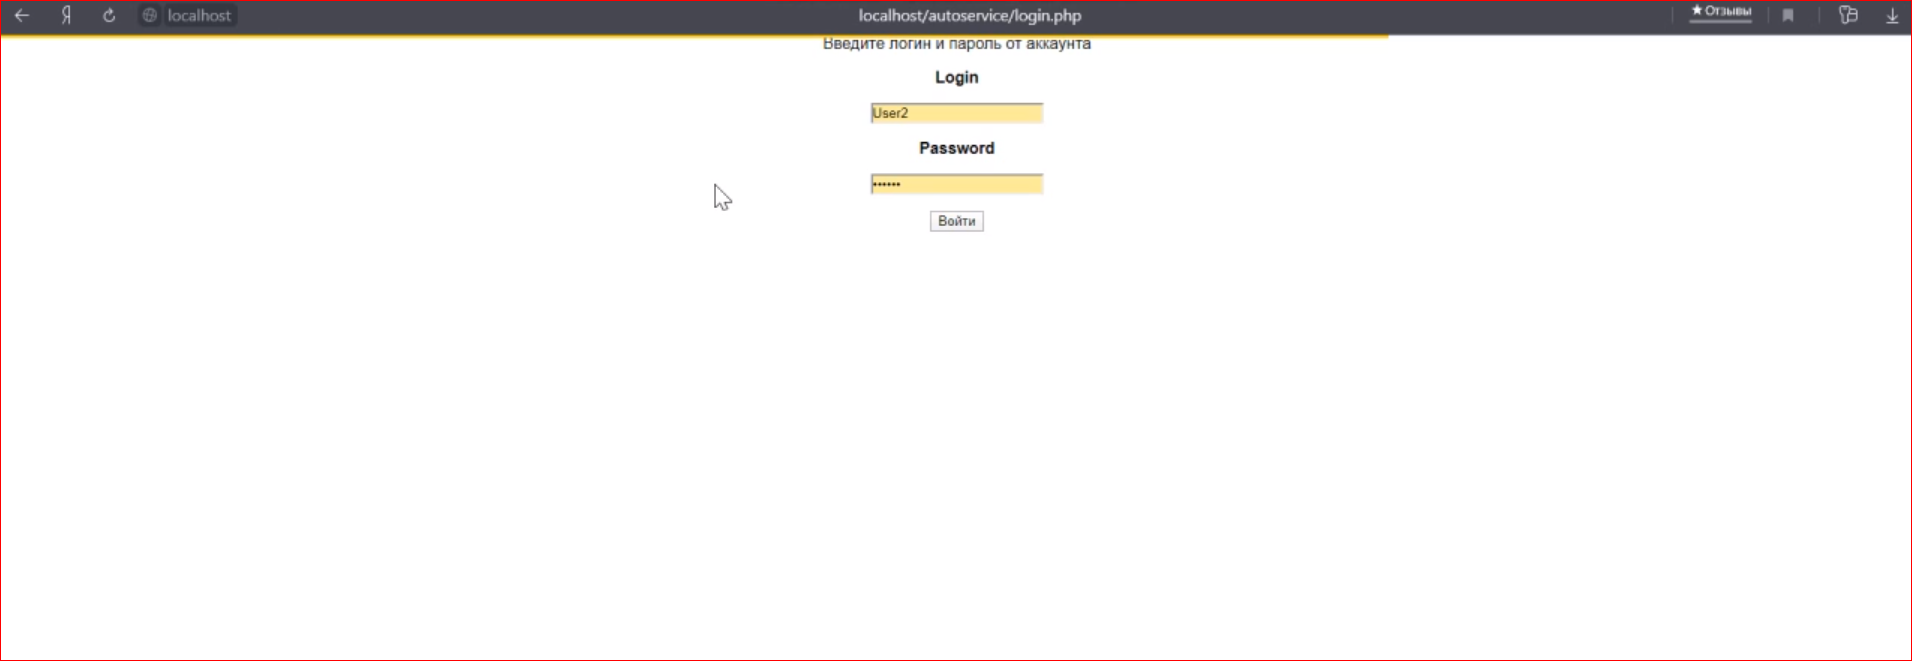 Я localhost localhost/autoservice/login.php ★ Отзывы
Введите логин и пароль от аккаунта
Login
User2
Password
••••••
Войти